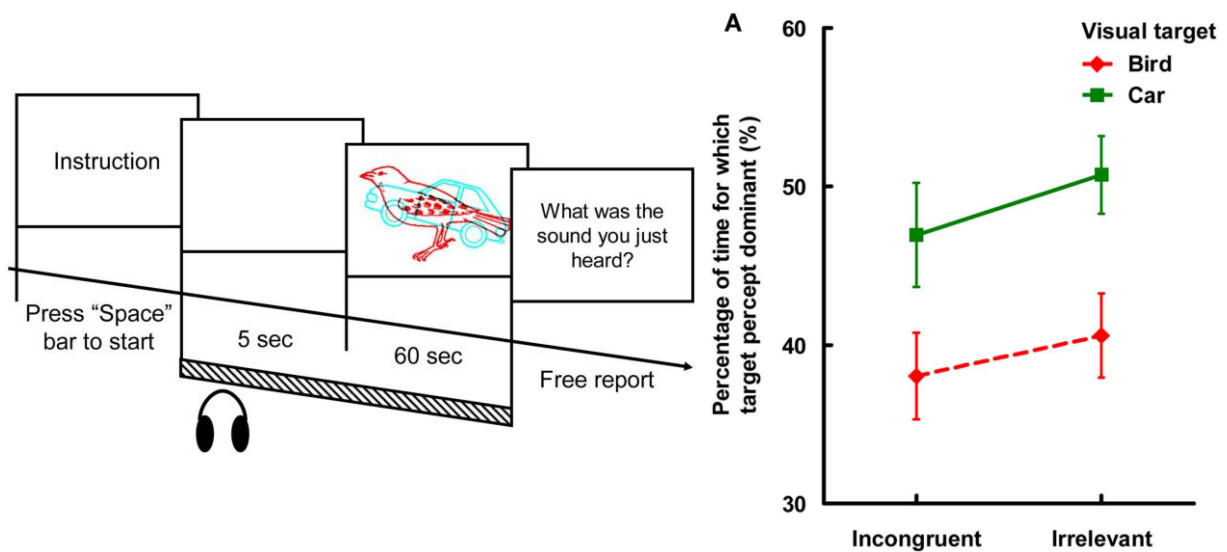 Instruction
Press “Space”
bar to start
5 sec
60 sec
What was the
sound you just
heard?
Free report
A
Percentage of time for which
target percept dominant (%)
60
50
40
30
Visual target
Bird
Car
Incongruent
Irrelevant